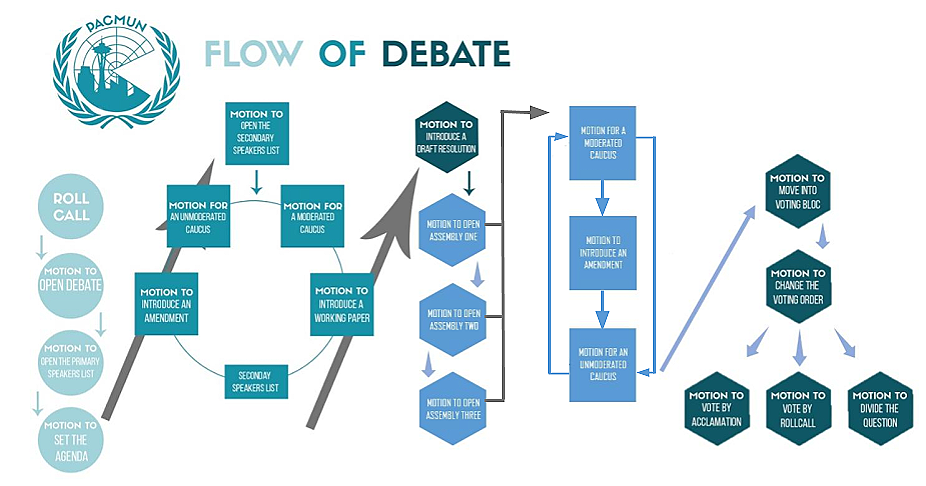 PACMUN
FLOW OF DEBATE
ROLL
CALL
MOTION TO
OPEN DEBATE
MOTION TO
OPEN THE PRIMARY
SPEAKERS LIST
MOTION TO
SET THE
AGENDA
MOTION TO
OPEN THE
SECONDARY
SPEAKERS LIST
MOTION FOR
AN UNMODERATED
CAUCUS
MOTION FOR
A MODERATED
CAUCUS
MOTION TO
INTRODUCE AN
AMENDMENT
MOTION TO
INTRODUCE A
WORKING PAPER
SECONDAY
SPEAKERS LIST
MOTION TO
INTRODUCE A
DRAFT RESOLUTION
MOTION TO OPEN
ASSEMBLY ONE
MOTION TO OPEN
ASSEMBLY TWO
MOTION TO OPEN
ASSEMBLY THREE
MOTION FOR A
MODERATED
CAUCUS
MOTION TO
INTRODUCE AN
AMENDMENT
MOTION FOR AN
UNMODERATED
CAUCUS
MOTION TO
MOVE INTO
VOTING BLOC
MOTION TO
CHANGE THE
VOTING ORDER
MOTION TO
VOTE BY
ACCLAMATION
MOTION TO
VOTE BY
ROLLCALL
MOTION TO
DIVIDE THE
QUESTION